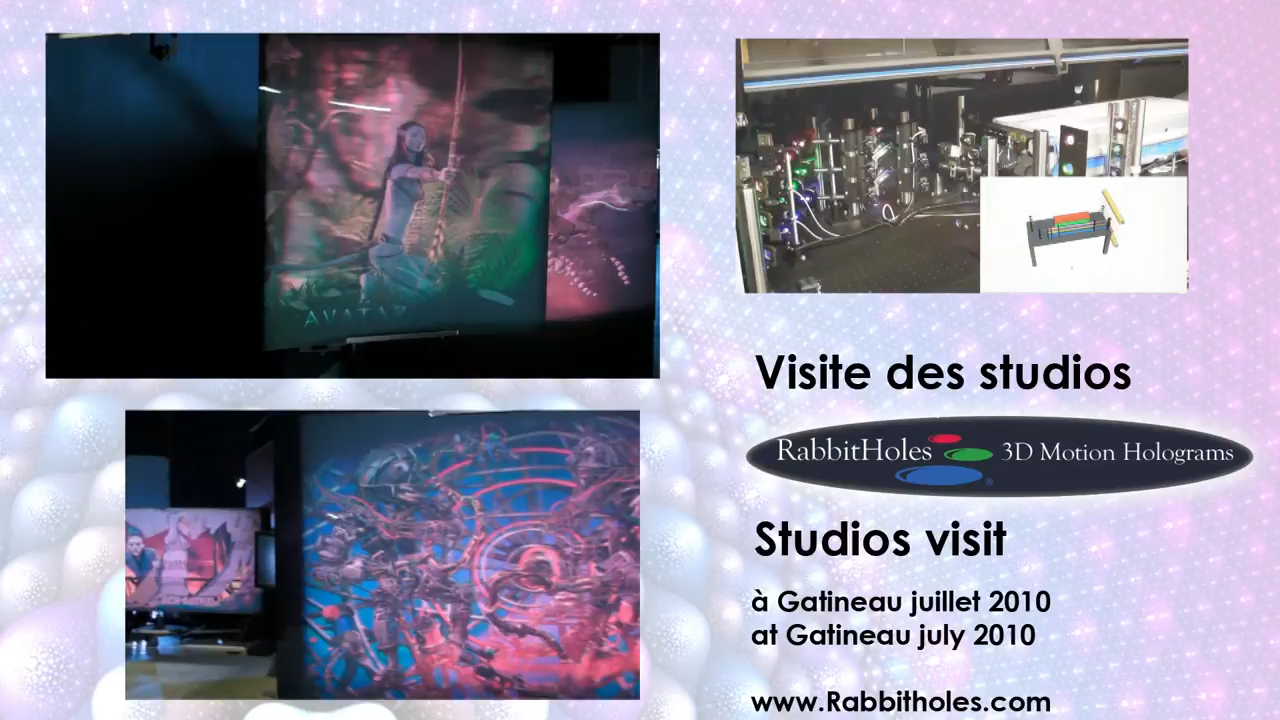 AVATAR
Visite des studios
RabbitHoles 3D Motion Holograms ®
Studios visit
à Gatineau juillet 2010
at Gatineau july 2010
www.Rabbitholes.com